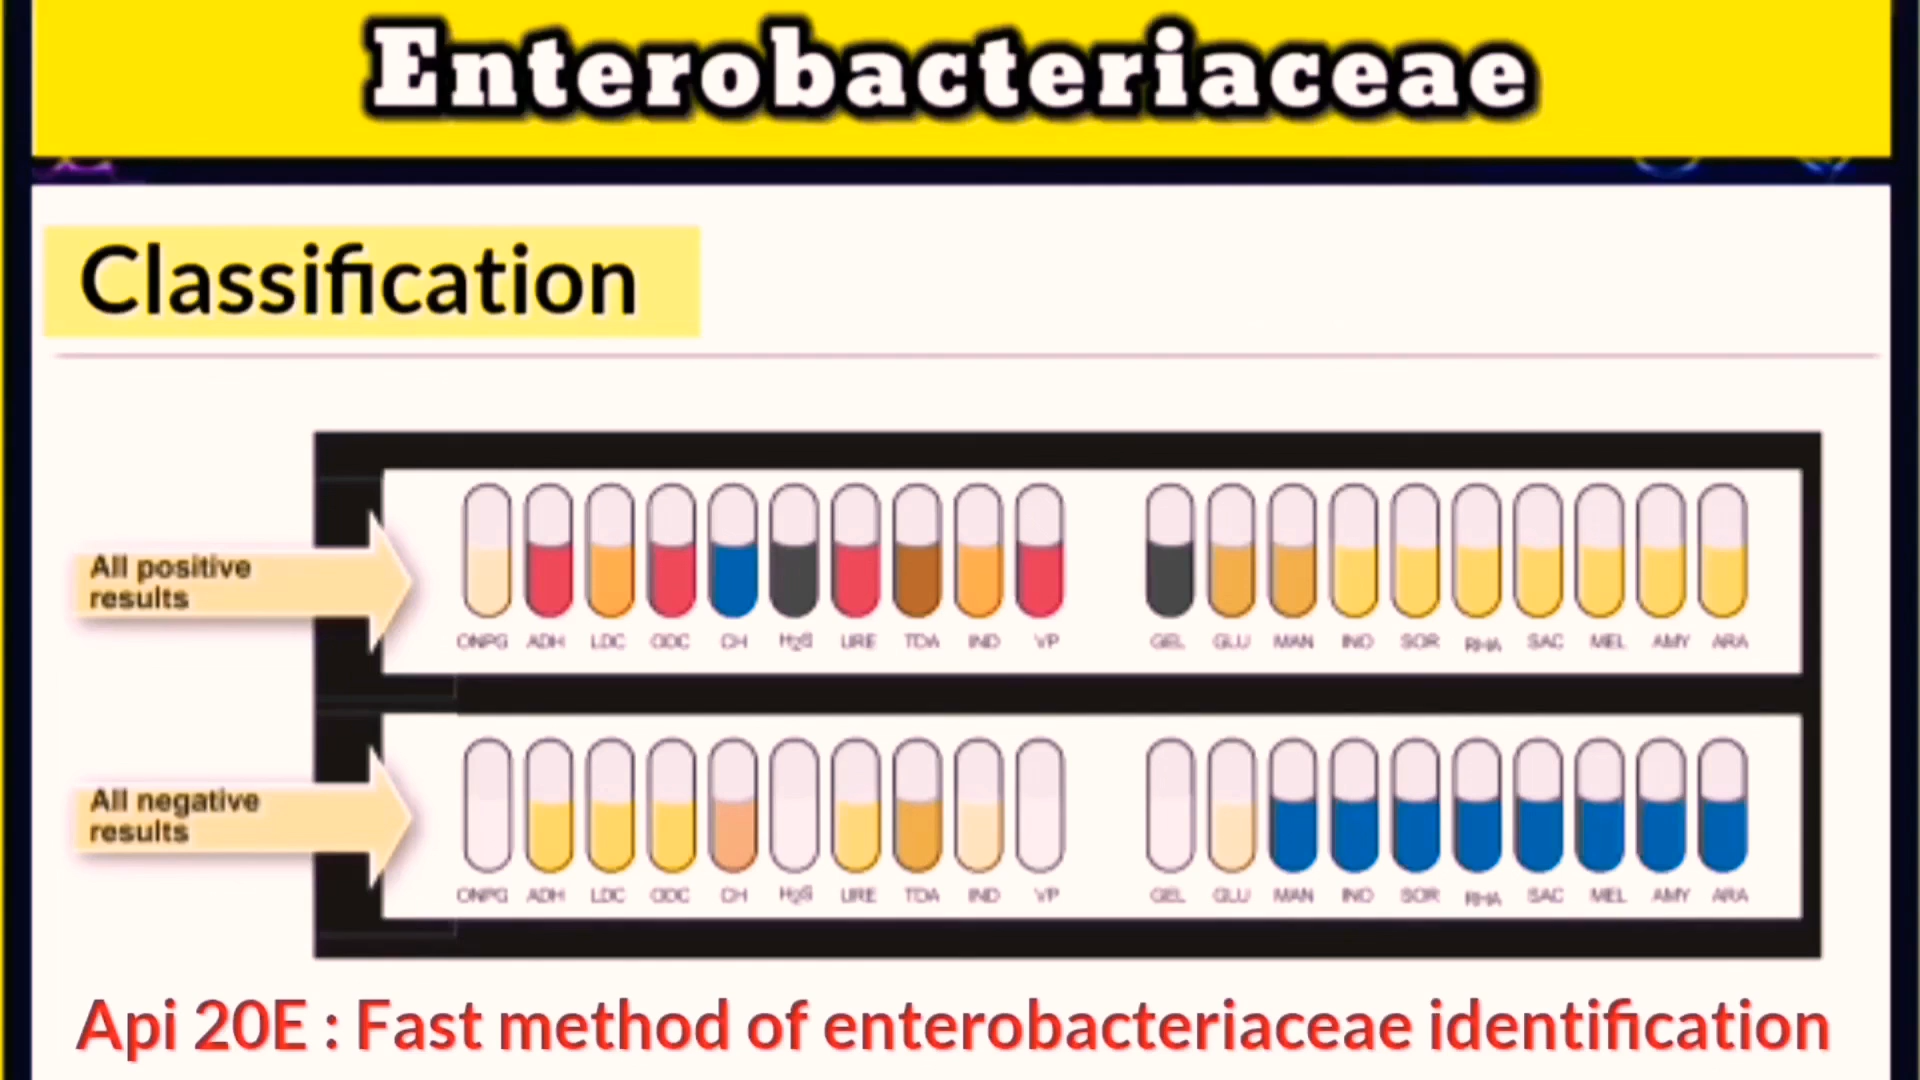 Enterobacteriaceae
Classification
All positive
results
ONPG ADH LDC ODC CH H2S URE TDA IND VP GEL GLU MAN INO SOR RHA SAC MEL AMY ARA
All negative
results
ONPG ADH LDC ODC CH H2S URE TDA IND VP GEL GLU MAN INO SOR RHA SAC MEL AMY ARA
Api 20E : Fast method of enterobacteriaceae identification